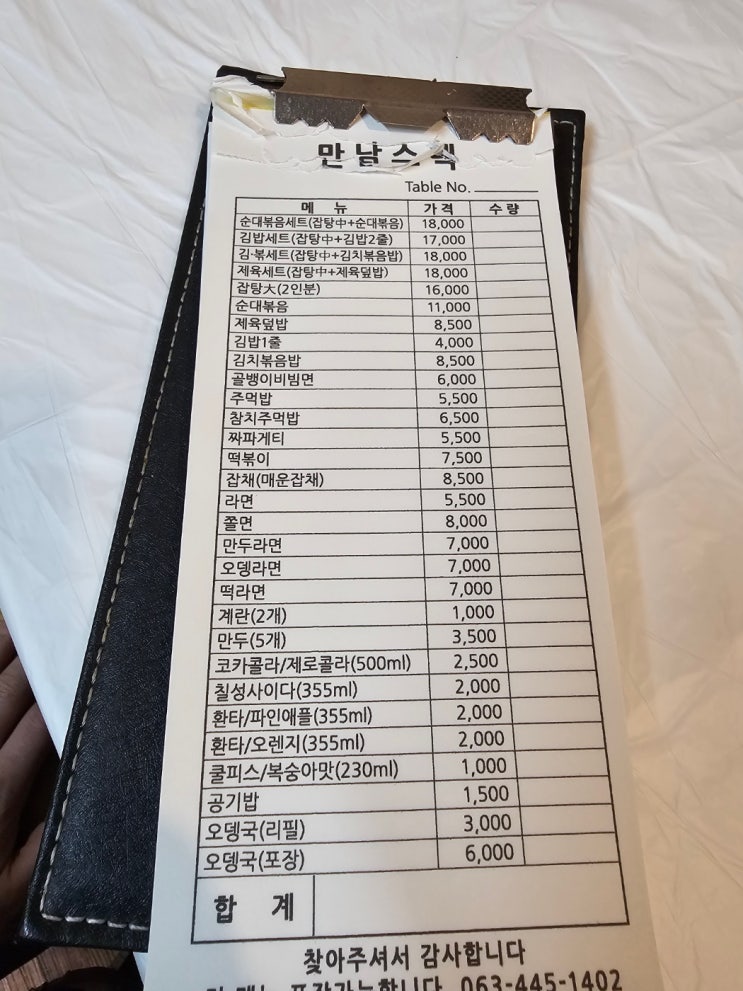 만남스넥
Table No.
메 뉴 가격 수량
순대볶음세트(잡탕中+순대볶음) 18,000
김밥세트(잡탕中+김밥2줄) 17,000
김·볶세트(잡탕中+김치볶음밥) 18,000
제육세트(잡탕中+제육덮밥) 18,000
잡탕大(2인분) 16,000
순대볶음 11,000
제육덮밥 8,500
김밥1줄 4,000
김치볶음밥 8,500
골뱅이비빔면 6,000
주먹밥 5,500
참치주먹밥 6,500
짜파게티 5,500
떡볶이 7,500
잡채(매운잡채) 8,500
라면 5,500
쫄면 8,000
만두라면 7,000
오뎅라면 7,000
떡라면 7,000
계란(2개) 1,000
만두(5개) 3,500
코카콜라/제로콜라(500ml) 2,500
칠성사이다(355ml) 2,000
환타/파인애플(355ml) 2,000
환타/오렌지(355ml) 2,000
쿨피스/복숭아맛(230ml) 1,000
공기밥 1,500
오뎅국(리필) 3,000
오뎅국(포장) 6,000
합 계
찾아주셔서 감사합니다
메뉴 포장가능합니다 063-445-1402